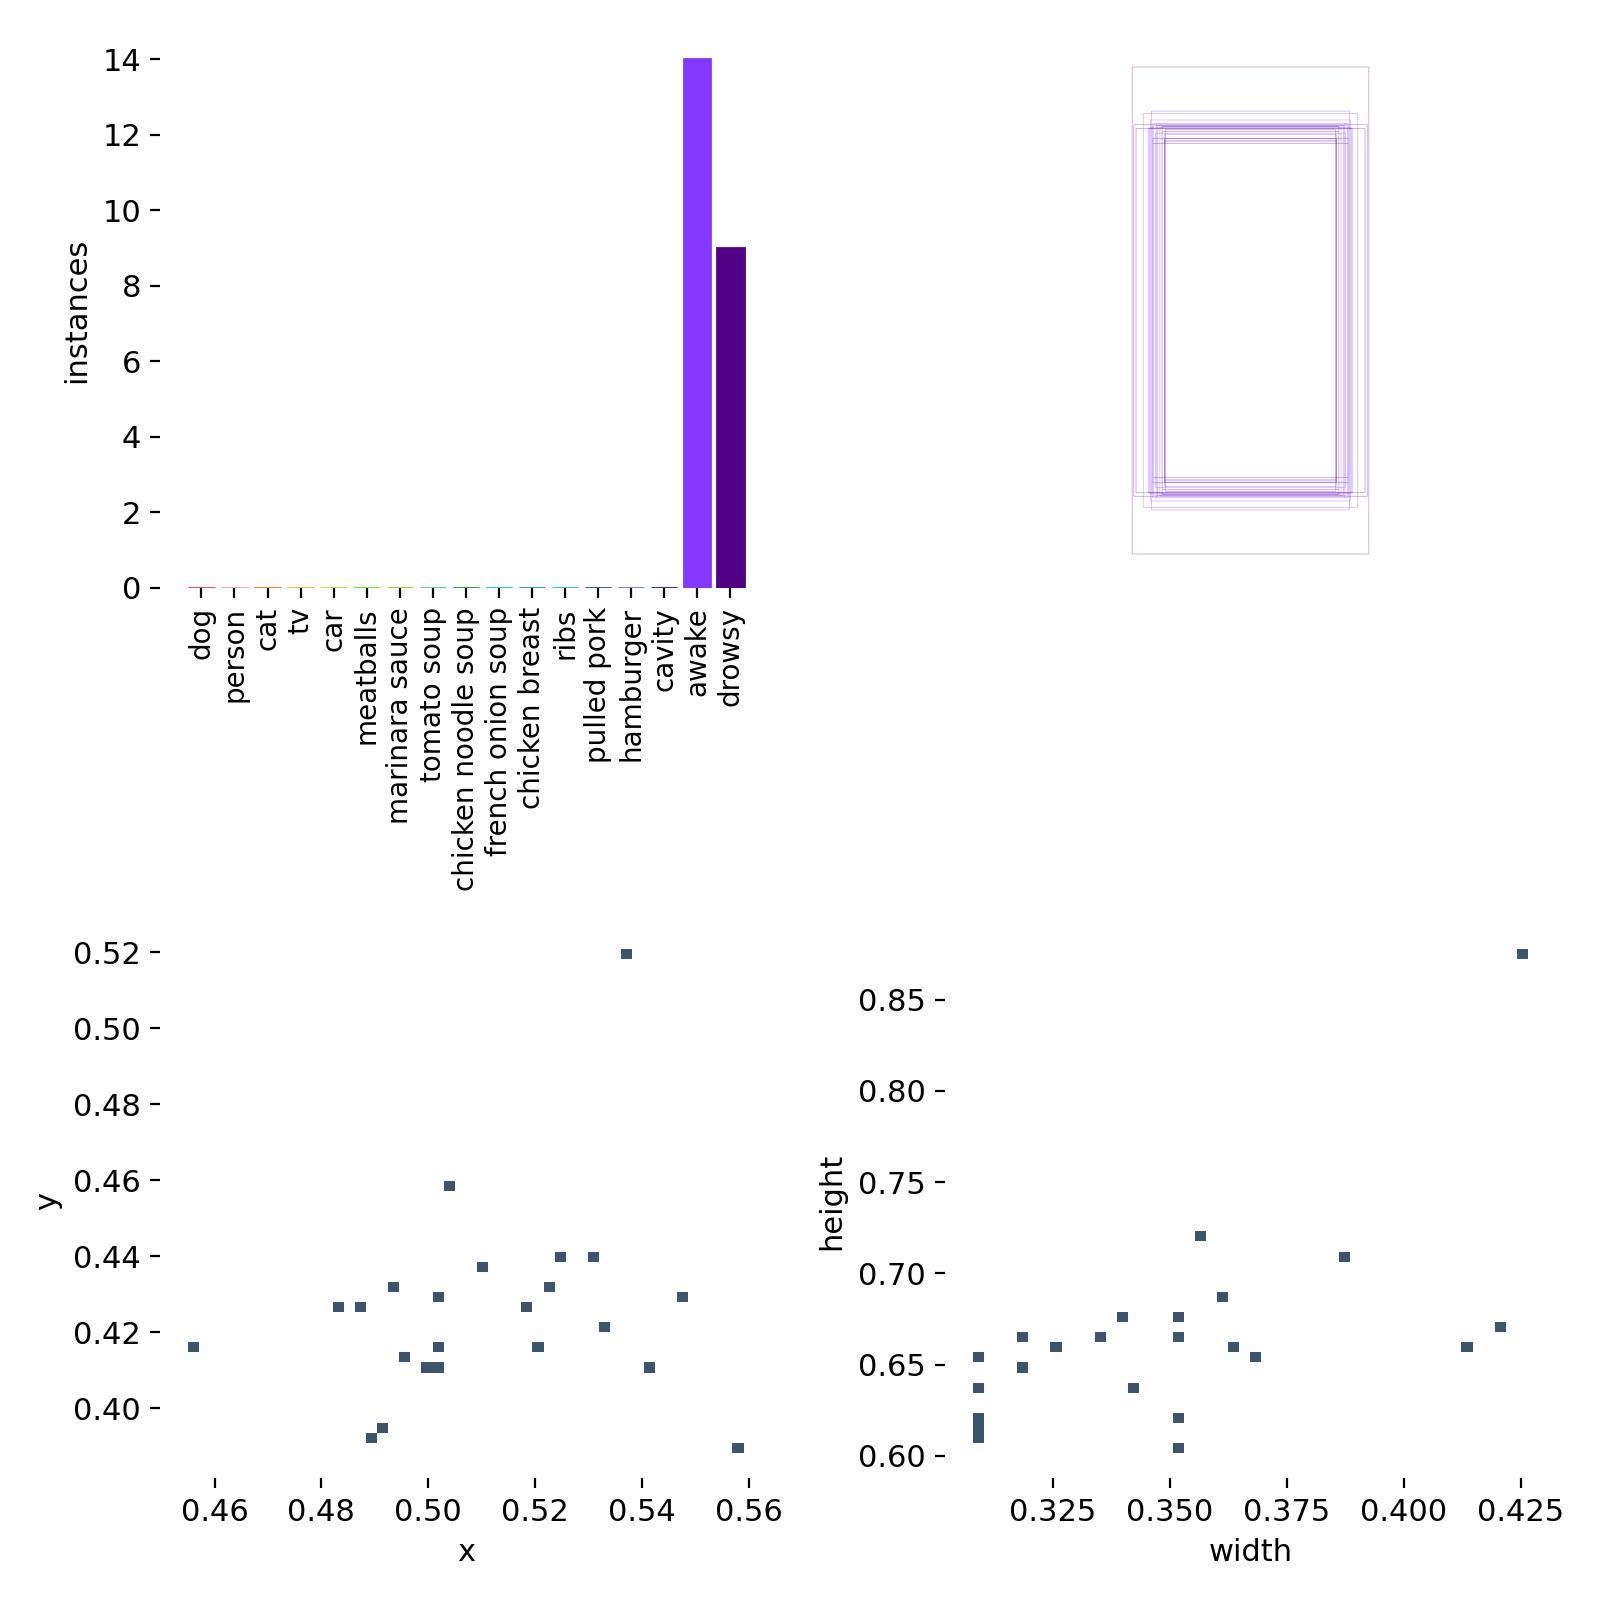 14
12
10
8
6
4
2
0
instances
dog
person
cat
tv
car
meatballs
marinara sauce
tomato soup
chicken noodle soup
french onion soup
chicken breast
ribs
pulled pork
hamburger
cavity
awake
drowsy
0.52
0.50
0.48
0.46
0.44
0.42
0.40
y
0.46 0.48 0.50 0.52 0.54 0.56
x
0.85
0.80
0.75
0.70
0.65
0.60
height
0.325 0.350 0.375 0.400 0.425
width